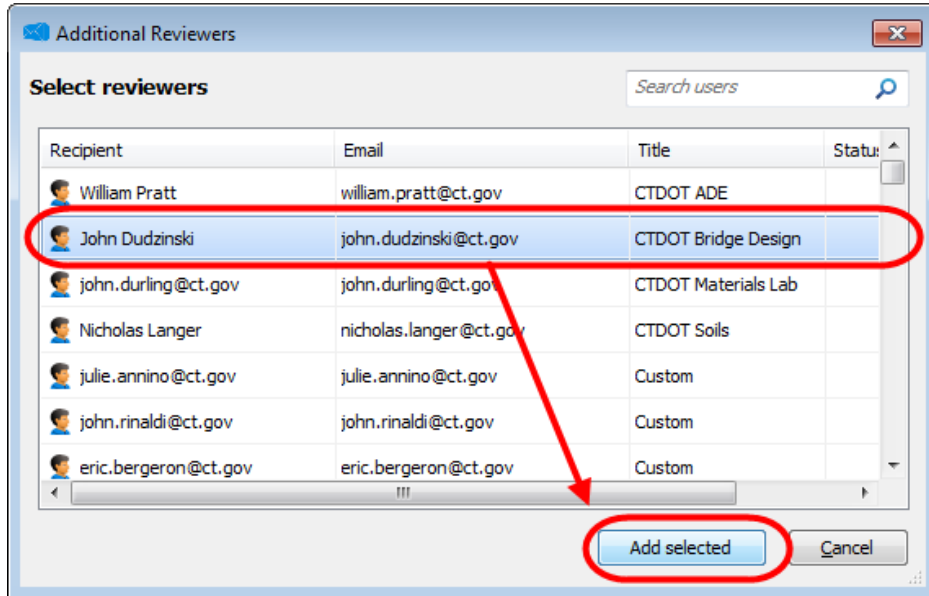 Additional Reviewers
Select reviewers
Search users
Recipient Email Title
William Pratt william.pratt@ct.gov CTDOT ADE
John Dudzinski john.dudzinski@ct.gov CTDOT Bridge Design
john.durling@ct.gov john.durling@ct.gov CTDOT Materials Lab
Nicholas Langer nicholas.langer@ct.gov CTDOT Soils
julie.annino@ct.gov julie.annino@ct.gov Custom
john.rinaldi@ct.gov john.rinaldi@ct.gov Custom
eric.bergeron@ct.gov eric.bergeron@ct.gov Custom
Add selected Cancel